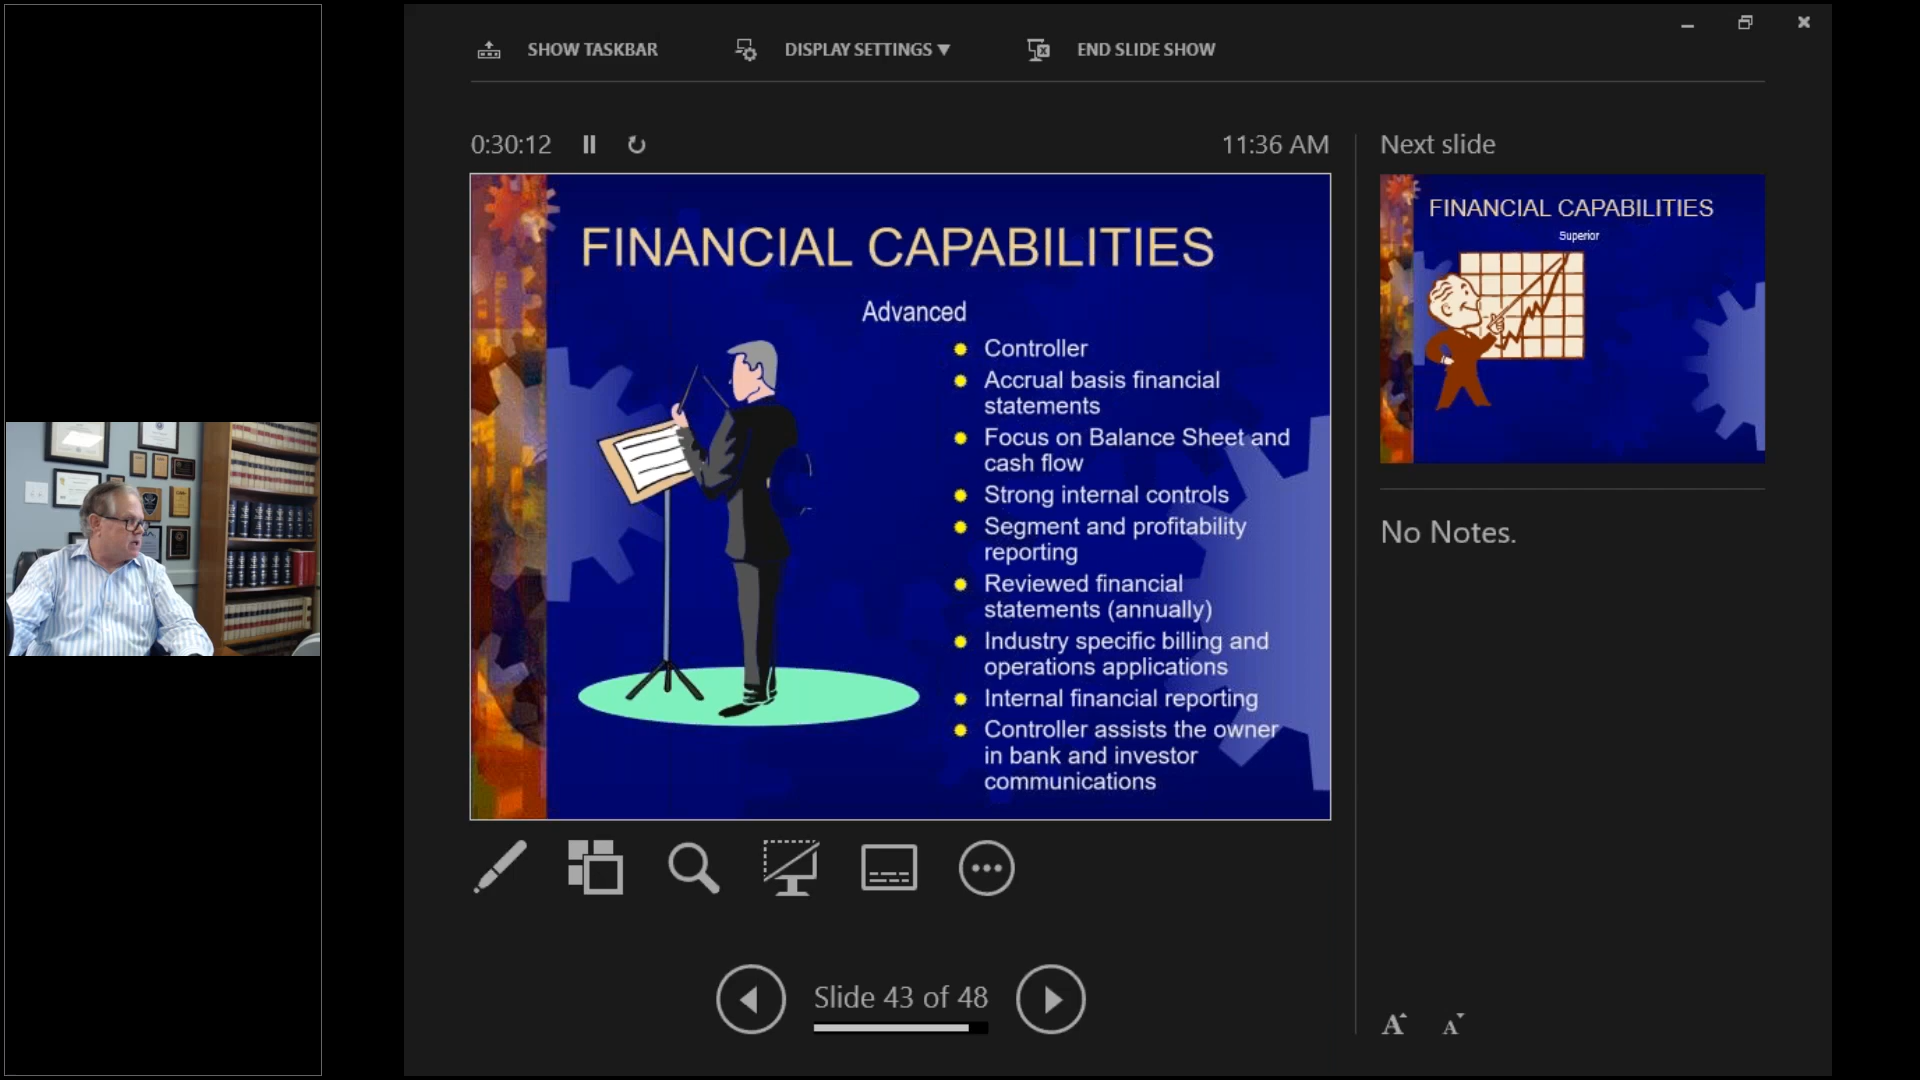 SHOW TASKBAR
DISPLAY SETTINGS ▼
END SLIDE SHOW
0:30:12
11:36 AM
Next slide
FINANCIAL CAPABILITIES
Advanced
Controller
Accrual basis financial
statements
Focus on Balance Sheet and
cash flow
Strong internal controls
Segment and profitability
reporting
Reviewed financial
statements (annually)
Industry specific billing and
operations applications
Internal financial reporting
Controller assists the owner
in bank and investor
communications
FINANCIAL CAPABILITIES
Superior
No Notes.
Slide 43 of 48
A
A